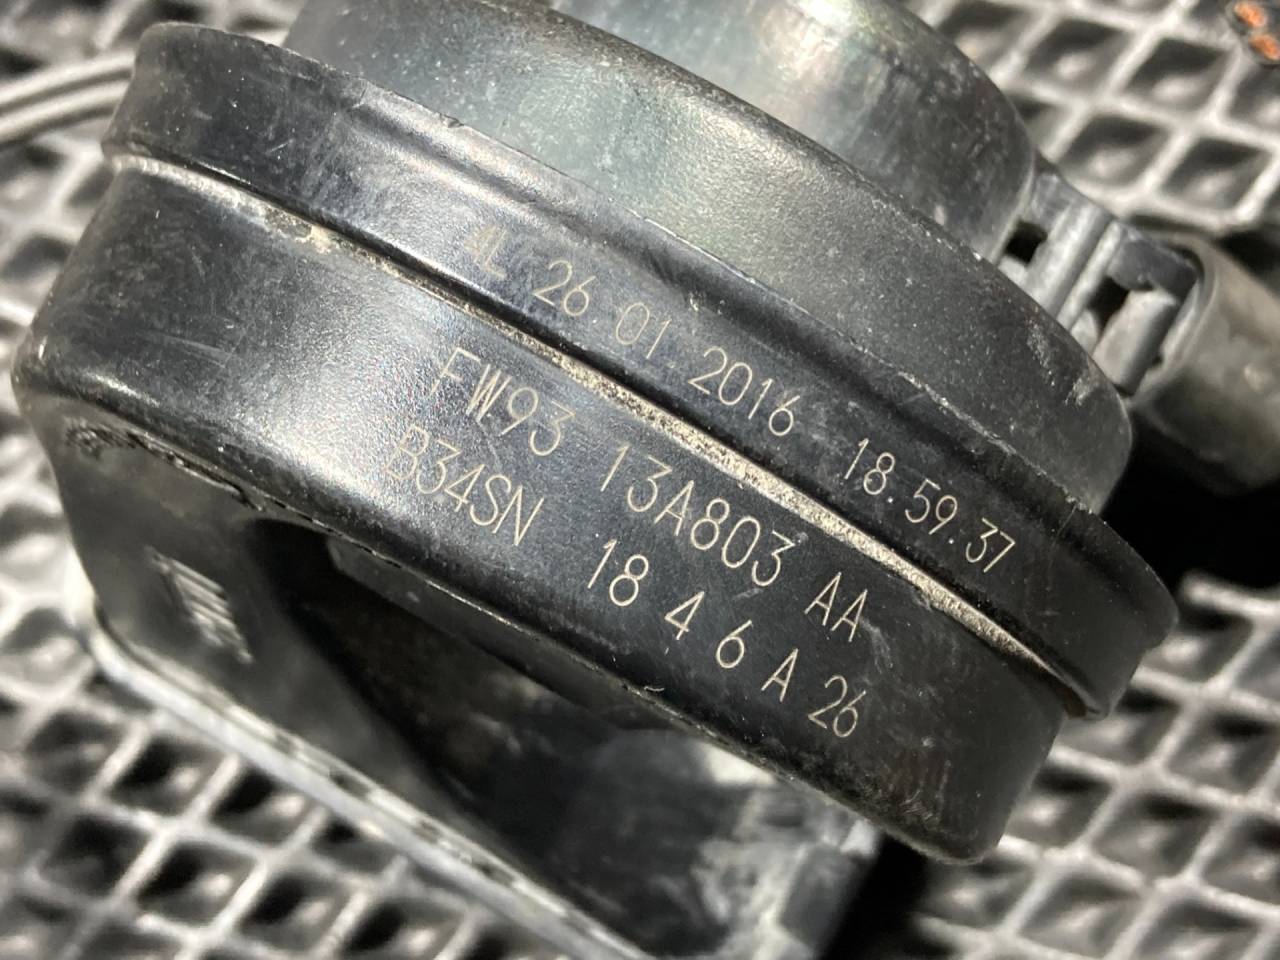 4L 26.01.2016 18.59.37
FW93 13A803 AA
B34SN 18 4 6 A 26